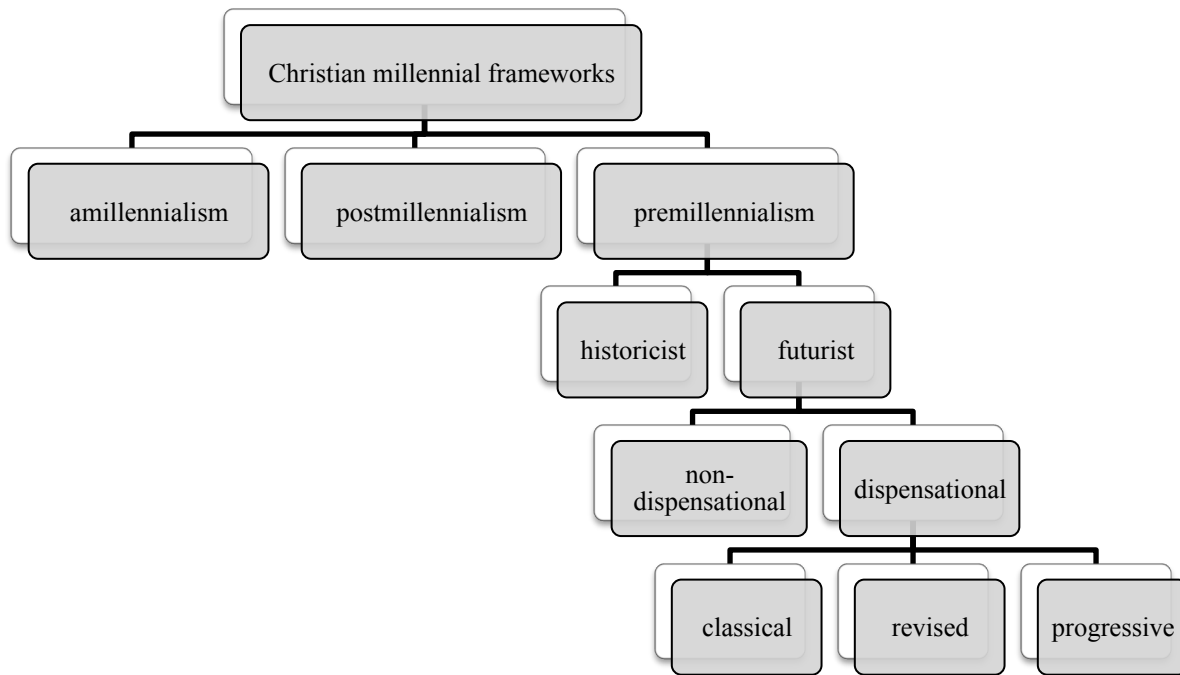 Christian millennial frameworks
amillennialism
postmillennialism
premillennialism
historicist
futurist
non-
dispensational
dispensational
classical
revised
progressive